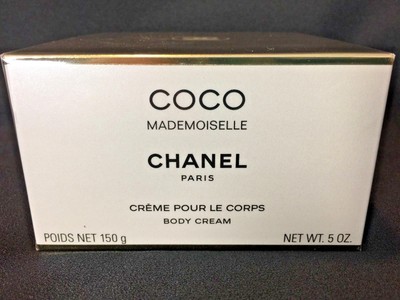 COCO
MADEMOISELLE
CHANEL
PARIS
CRÈME POUR LE CORPS
BODY CREAM
POIDS NET 150 g NET WT. 5 OZ.